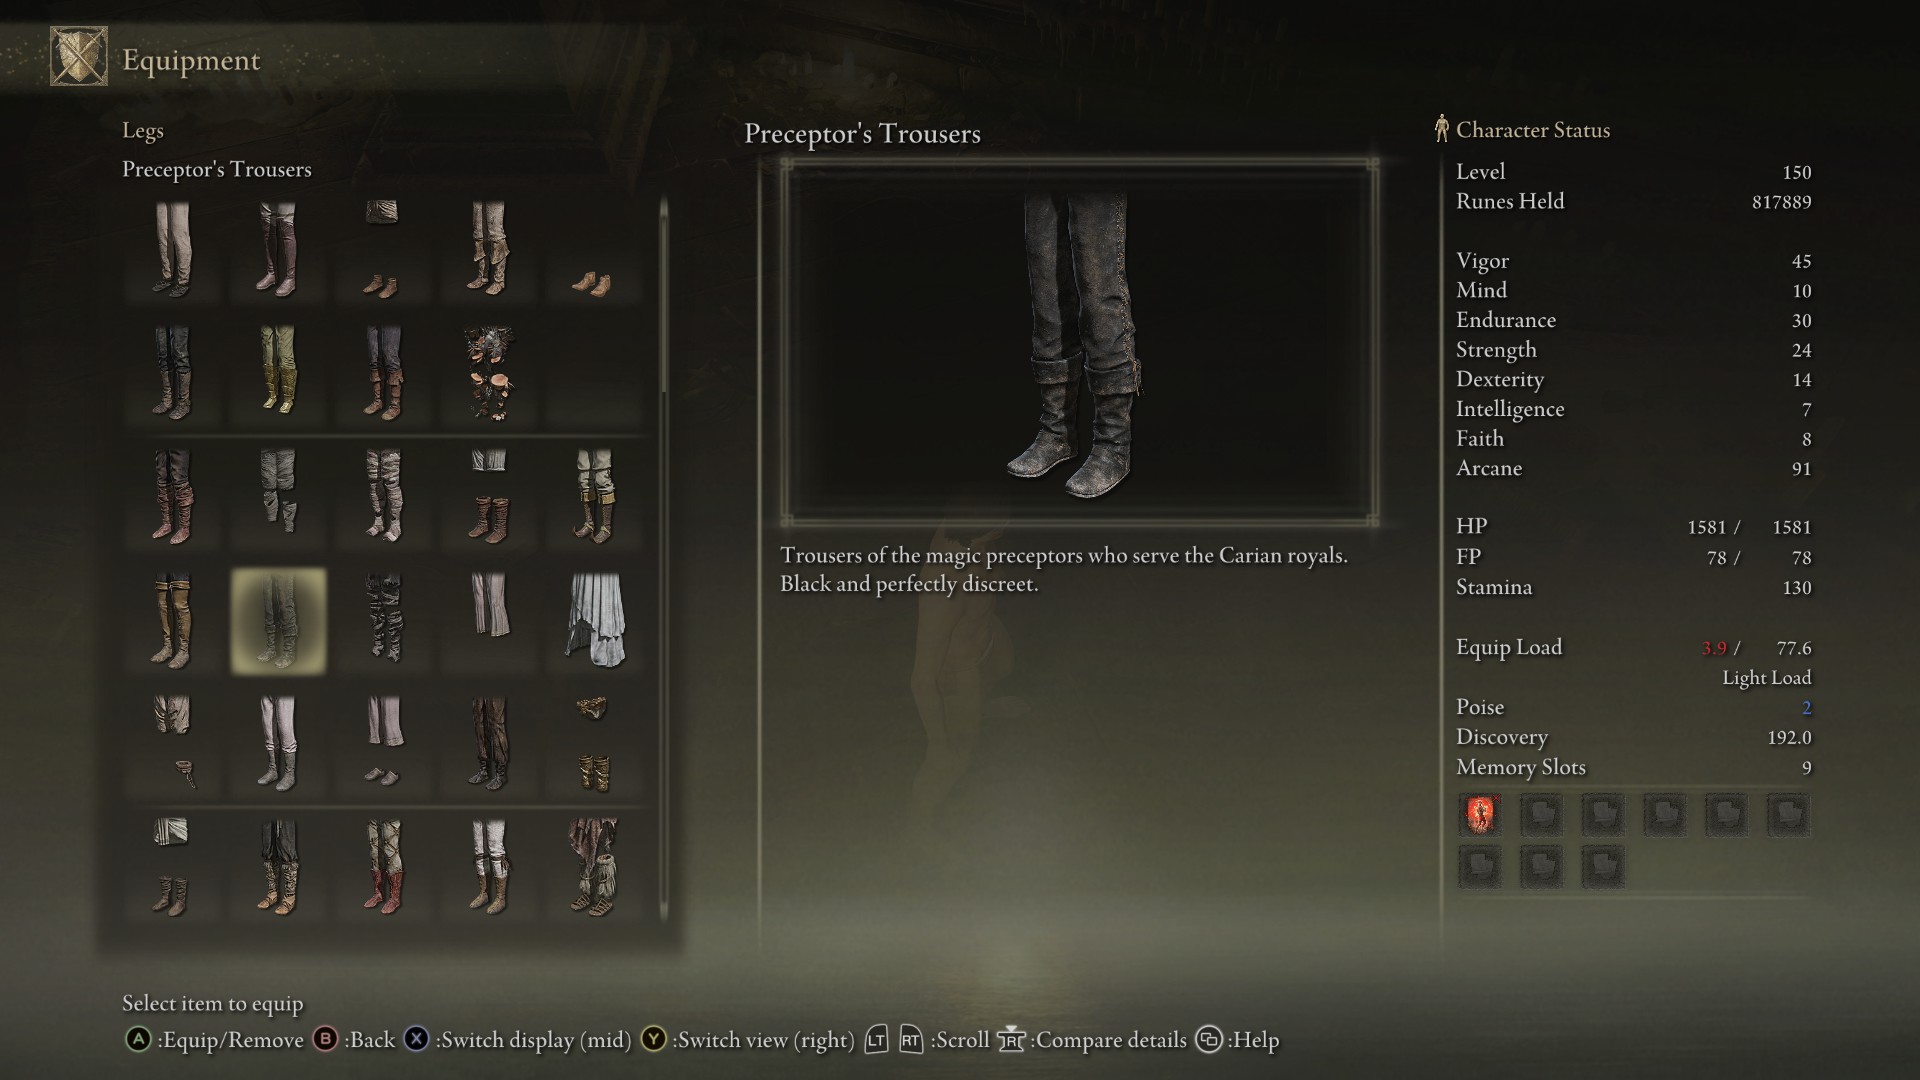 Equipment
Legs
Preceptor's Trousers
Preceptor's Trousers
Trousers of the magic preceptors who serve the Carian royals.
Black and perfectly discreet.
Character Status
Level 150
Runes Held 817889
Vigor 45
Mind 10
Endurance 30
Strength 24
Dexterity 14
Intelligence 7
Faith 8
Arcane 91
HP 1581 / 1581
FP 78 / 78
Stamina 130
Equip Load 3.9 / 77.6
Light Load
Poise 2
Discovery 192.0
Memory Slots 9
Select item to equip
A :Equip/Remove B :Back X :Switch display (mid) Y :Switch view (right) LT RT :Scroll R :Compare details :Help